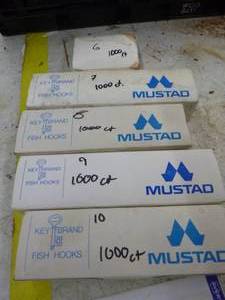 6
1000 ct
7
KEY BRAND
FISH HOOKS
1000 ct.
MUSTAD
8
KEY BRAND
FISH HOOKS
1000 ct
MUSTAD
9
KEY BRAND
FISH HOOKS
1000 ct
MUSTAD
10
KEY BRAND
FISH HOOKS
1000 ct
MUSTAD